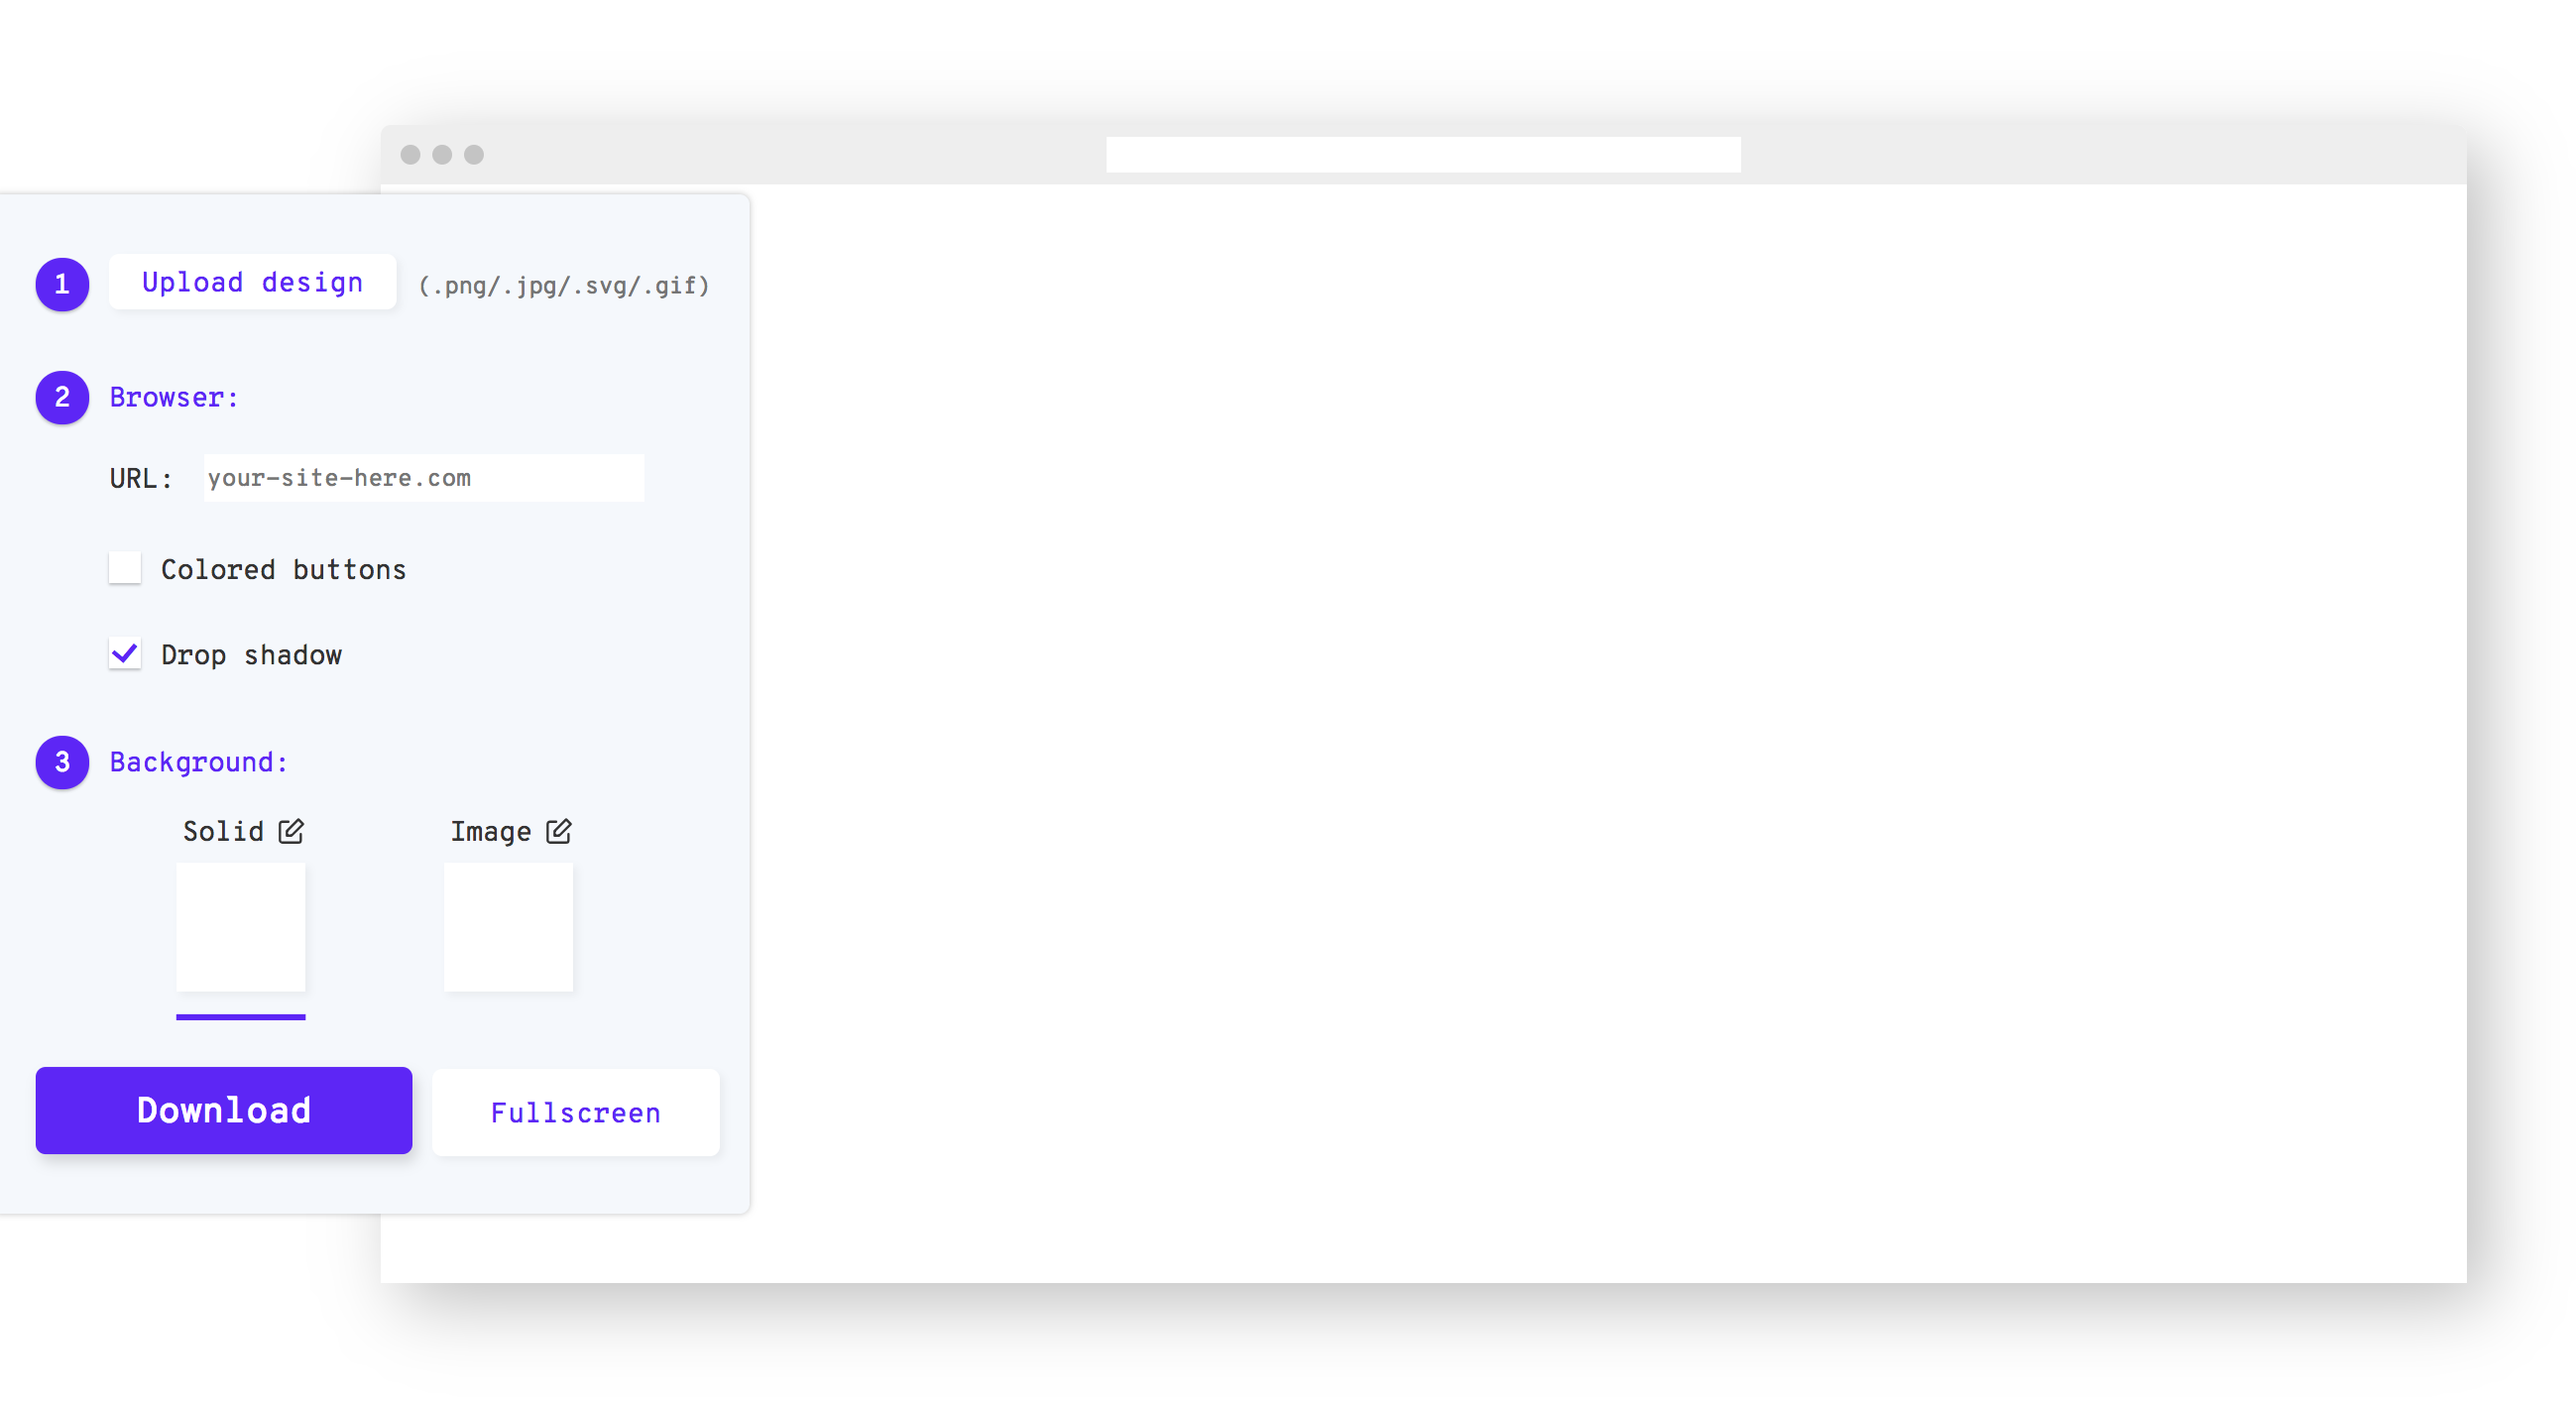 1 Upload design (.png/.jpg/.svg/.gif)
2 Browser:
URL: your-site-here.com
Colored buttons
Drop shadow
3 Background:
Solid Image
Download Fullscreen